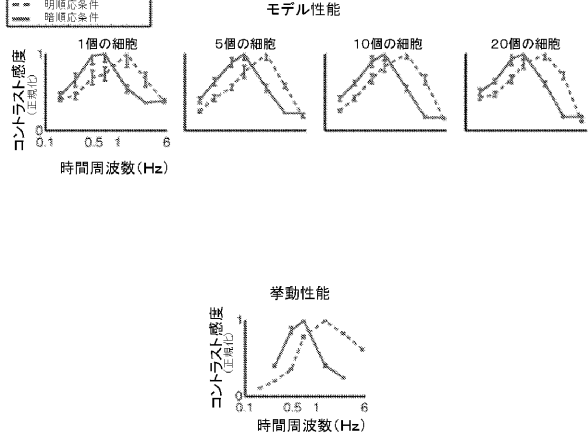 明順応条件
暗順応条件
モデル性能
1個の細胞 5個の細胞 10個の細胞 20個の細胞
コントラスト感度
(正規化)
1
0
0.1 0.5 1 6
時間周波数(Hz)
挙動性能
コントラスト感度
(正規化)
1
0
0.1 0.5 1 6
時間周波数(Hz)